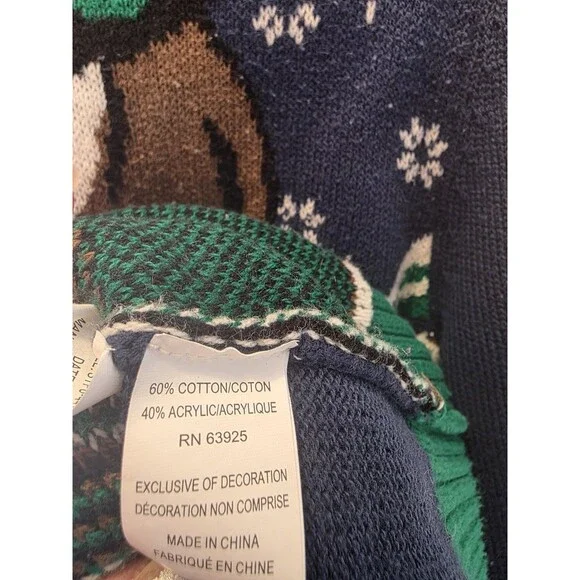 60% COTTON/COTON
40% ACRYLIC/ACRYLIQUE
RN 63925
EXCLUSIVE OF DECORATION
DÉCORATION NON COMPRISE
MADE IN CHINA
FABRIQUÉ EN CHINE